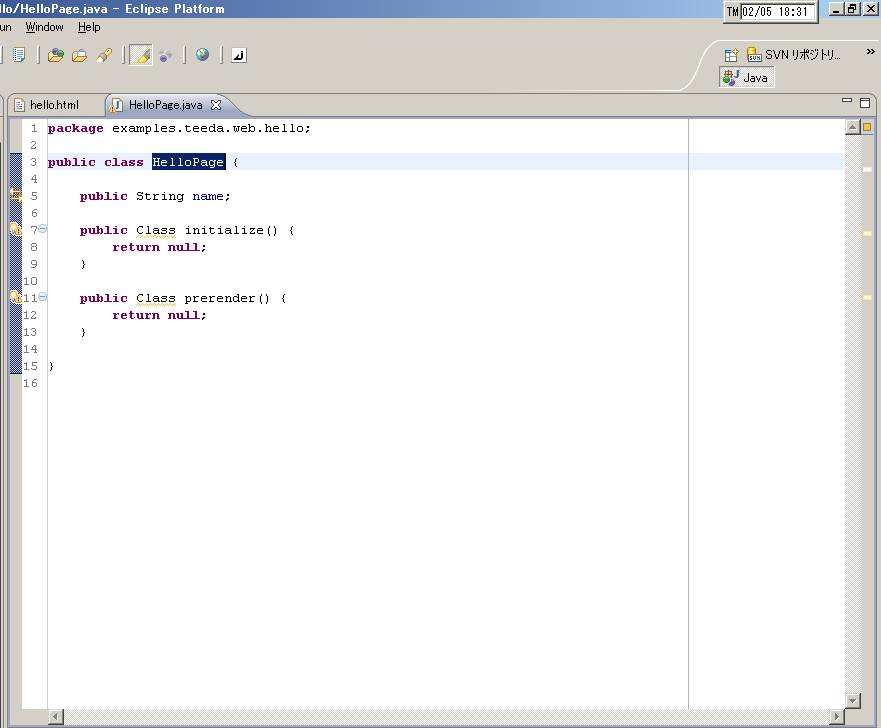 llo/HelloPage.java - Eclipse Platform
TM 02/05 18:31
un Window Help
SVN リポジトリ...
»
Java
hello.html
HelloPage.java
1 package examples.teeda.web.hello;
2
3 public class HelloPage {
4
5 public String name;
6
7 public Class initialize() {
8 return null;
9 }
10
11 public Class prerender() {
12 return null;
13 }
14
15 }
16